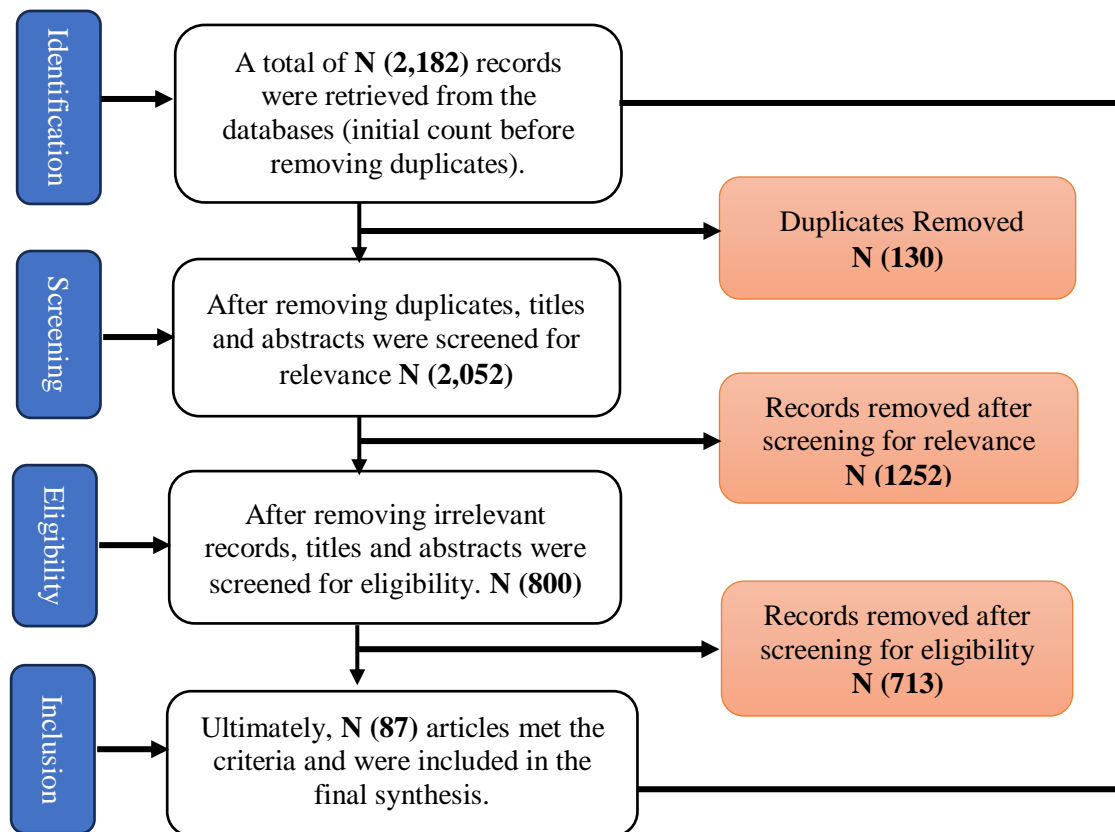 Identification
A total of N (2,182) records
were retrieved from the
databases (initial count before
removing duplicates).
Duplicates Removed
N (130)
Screening
After removing duplicates, titles
and abstracts were screened for
relevance N (2,052)
Records removed after
screening for relevance
N (1252)
Eligibility
After removing irrelevant
records, titles and abstracts were
screened for eligibility. N (800)
Records removed after
screening for eligibility
N (713)
Inclusion
Ultimately, N (87) articles met the
criteria and were included in the
final synthesis.